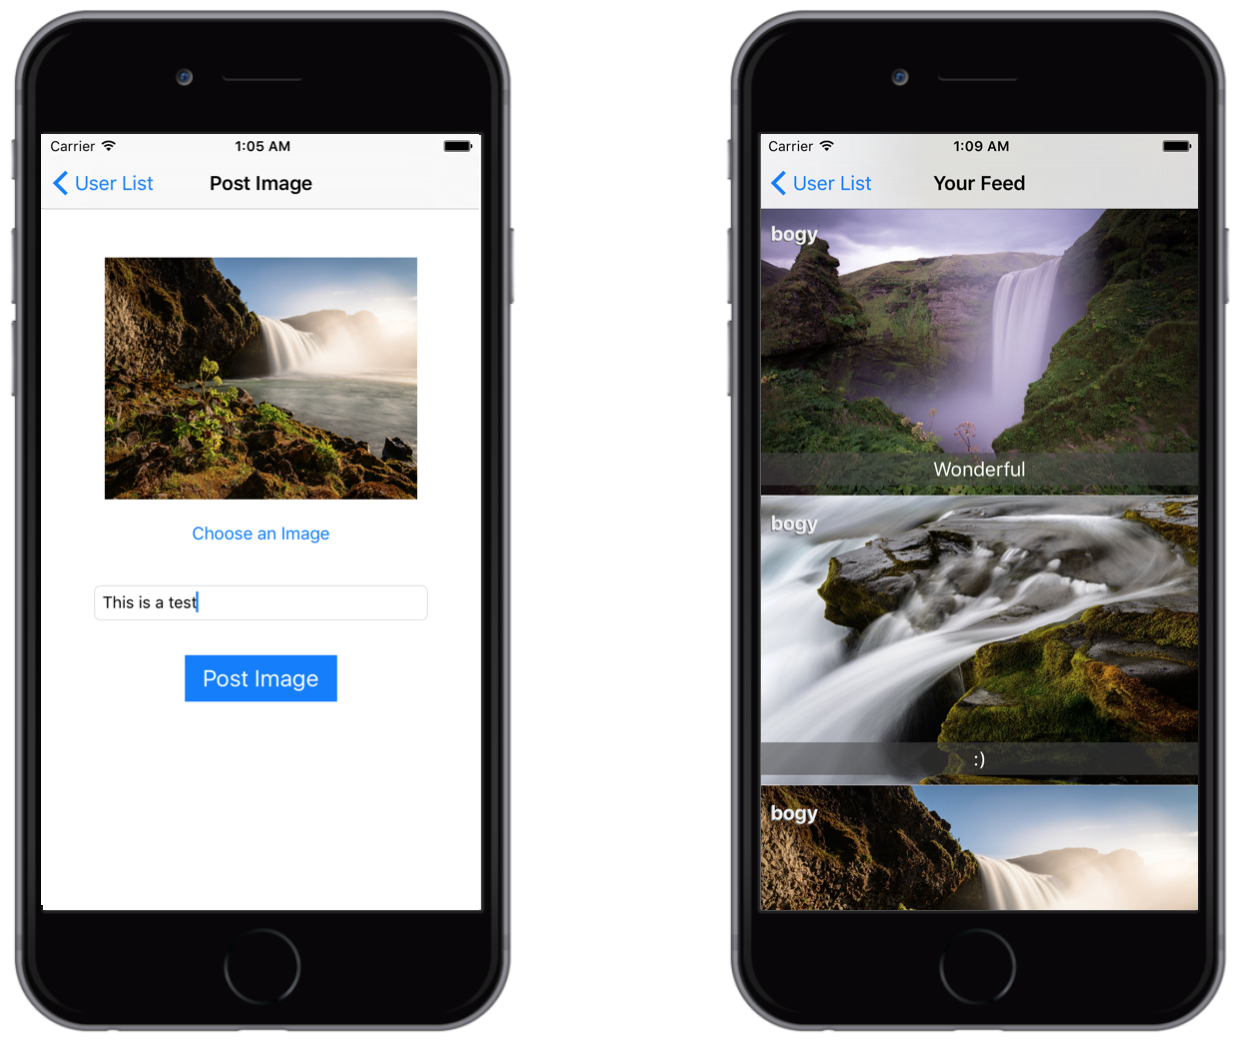 Carrier
1:05 AM
User List
Post Image
Choose an Image
This is a test
Post Image
Carrier
1:09 AM
User List
Your Feed
bogy
Wonderful
bogy
:)
bogy